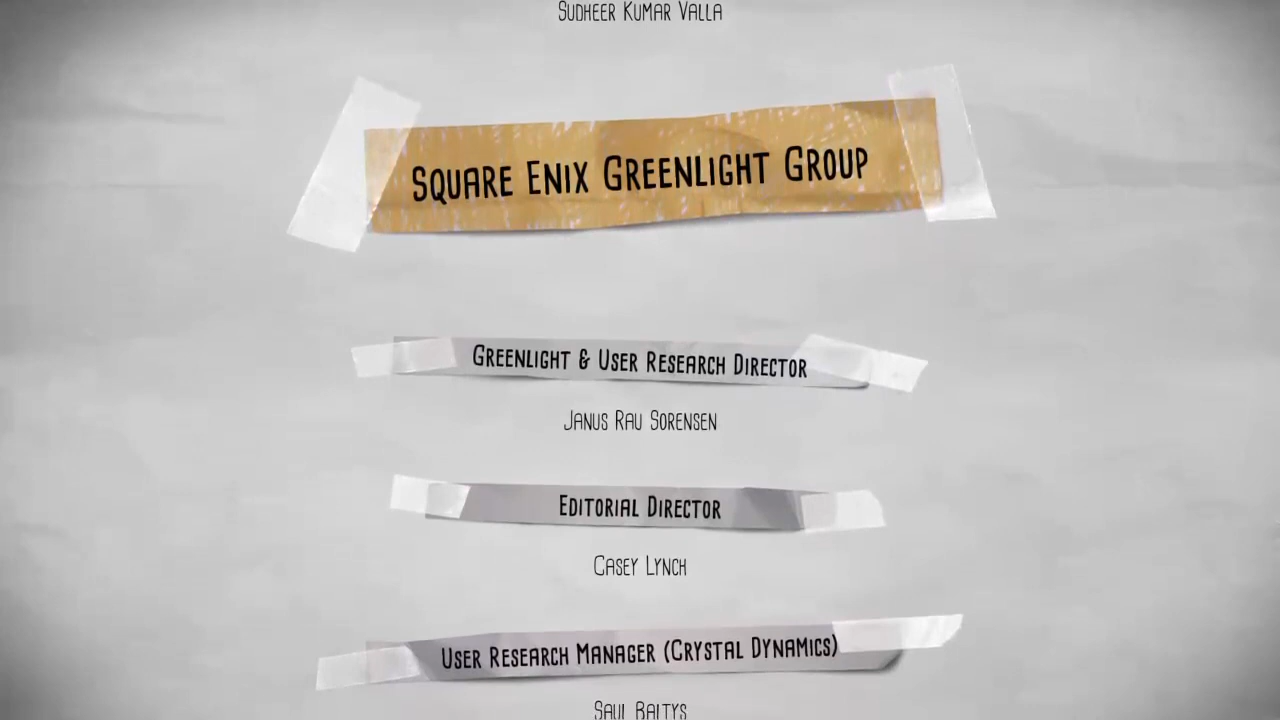 Sudheer Kumar Valla
Square Enix Greenlight Group
Greenlight & User Research Director
Janus Rau Sorensen
Editorial Director
Casey Lynch
User Research Manager (Crystal Dynamics)
Saul Baltys